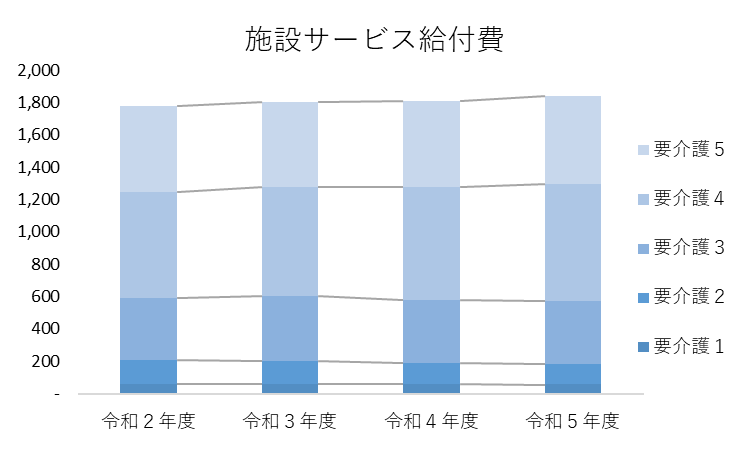 施設サービス給付費
2,000
1,800
1,600
1,400
1,200
1,000
800
600
400
200
-
令和２年度
令和３年度
令和４年度
令和５年度
要介護５
要介護４
要介護３
要介護２
要介護１